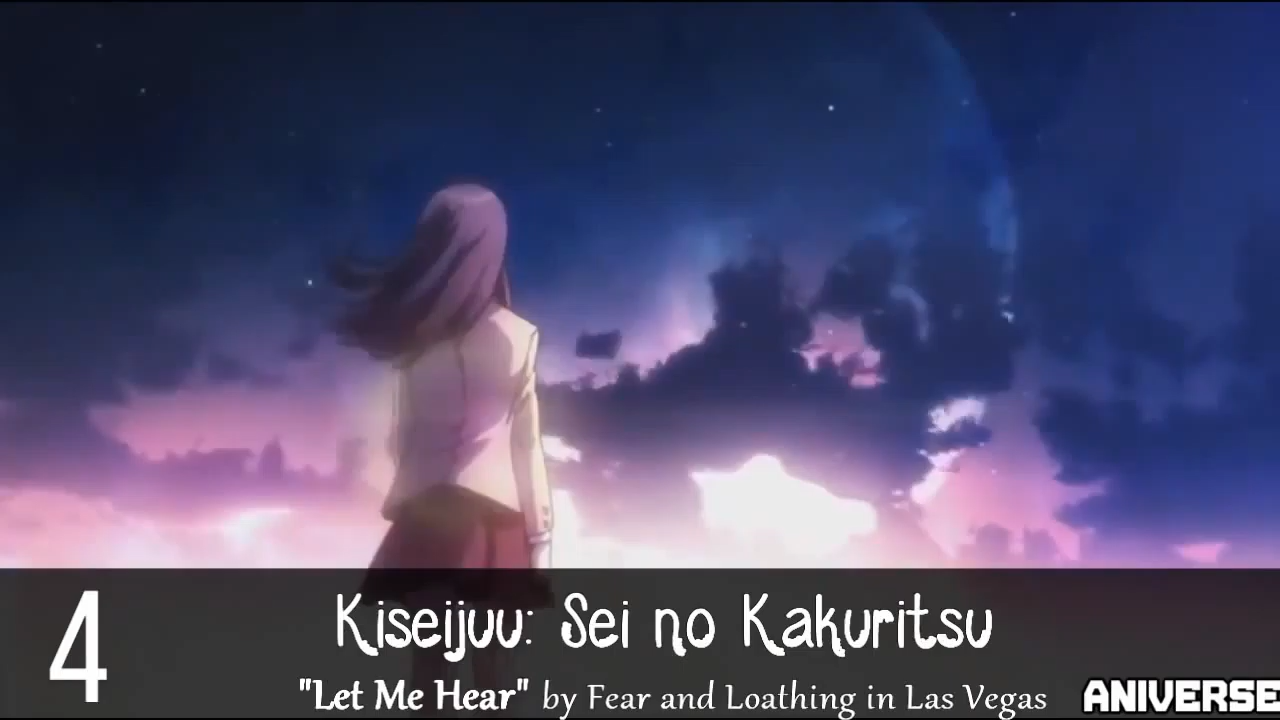 4
Kiseijuu: Sei no Kakuritsu
"Let Me Hear" by Fear and Loathing in Las Vegas
ANIVERSE